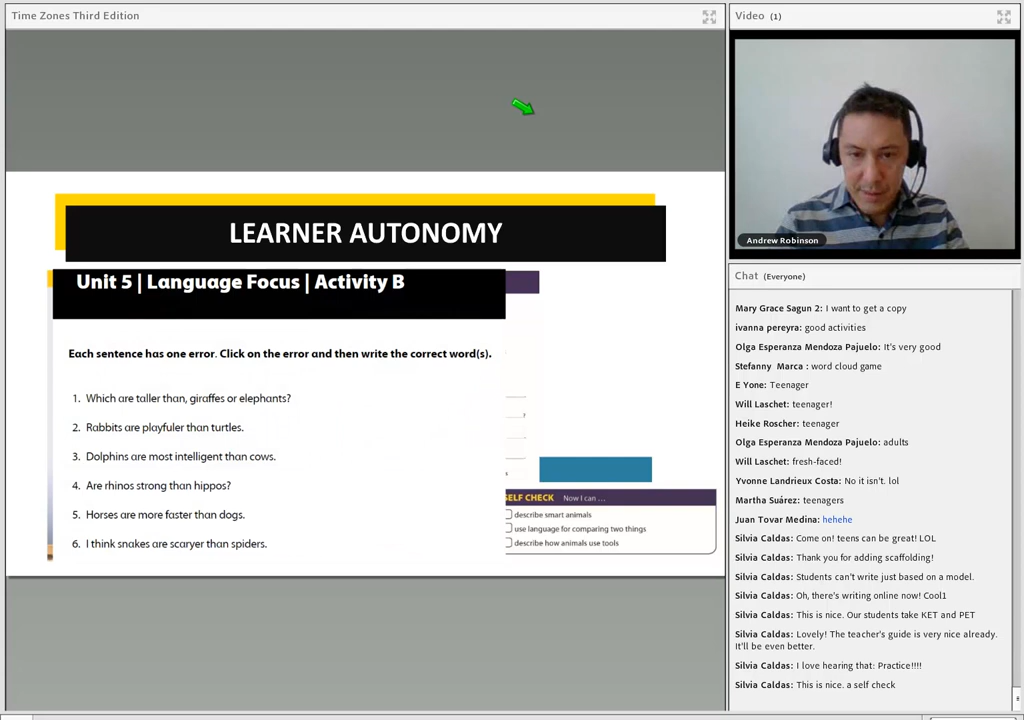 Time Zones Third Edition
LEARNER AUTONOMY
Unit 5 | Language Focus | Activity B
Each sentence has one error. Click on the error and then write the correct word(s).
1. Which are taller than, giraffes or elephants?
2. Rabbits are playfuler than turtles.
3. Dolphins are most intelligent than cows.
4. Are rhinos strong than hippos?
5. Horses are more faster than dogs.
6. I think snakes are scaryer than spiders.
?
s
SELF CHECK Now I can ...
describe smart animals
use language for comparing two things
describe how animals use tools
Video (1)
Andrew Robinson
Chat (Everyone)
Mary Grace Sagun 2: I want to get a copy
ivanna pereyra: good activities
Olga Esperanza Mendoza Pajuelo: It's very good
Stefanny Marca : word cloud game
E Yone: Teenager
Will Laschet: teenager!
Heike Roscher: teenager
Olga Esperanza Mendoza Pajuelo: adults
Will Laschet: fresh-faced!
Yvonne Landrieux Costa: No it isn't. lol
Martha Suárez: teenagers
Juan Tovar Medina: hehehe
Silvia Caldas: Come on! teens can be great! LOL
Silvia Caldas: Thank you for adding scaffolding!
Silvia Caldas: Students can't write just based on a model.
Silvia Caldas: Oh, there's writing online now! Cool1
Silvia Caldas: This is nice. Our students take KET and PET
Silvia Caldas: Lovely! The teacher's guide is very nice already.
It'll be even better.
Silvia Caldas: I love hearing that: Practice!!!!
Silvia Caldas: This is nice. a self check